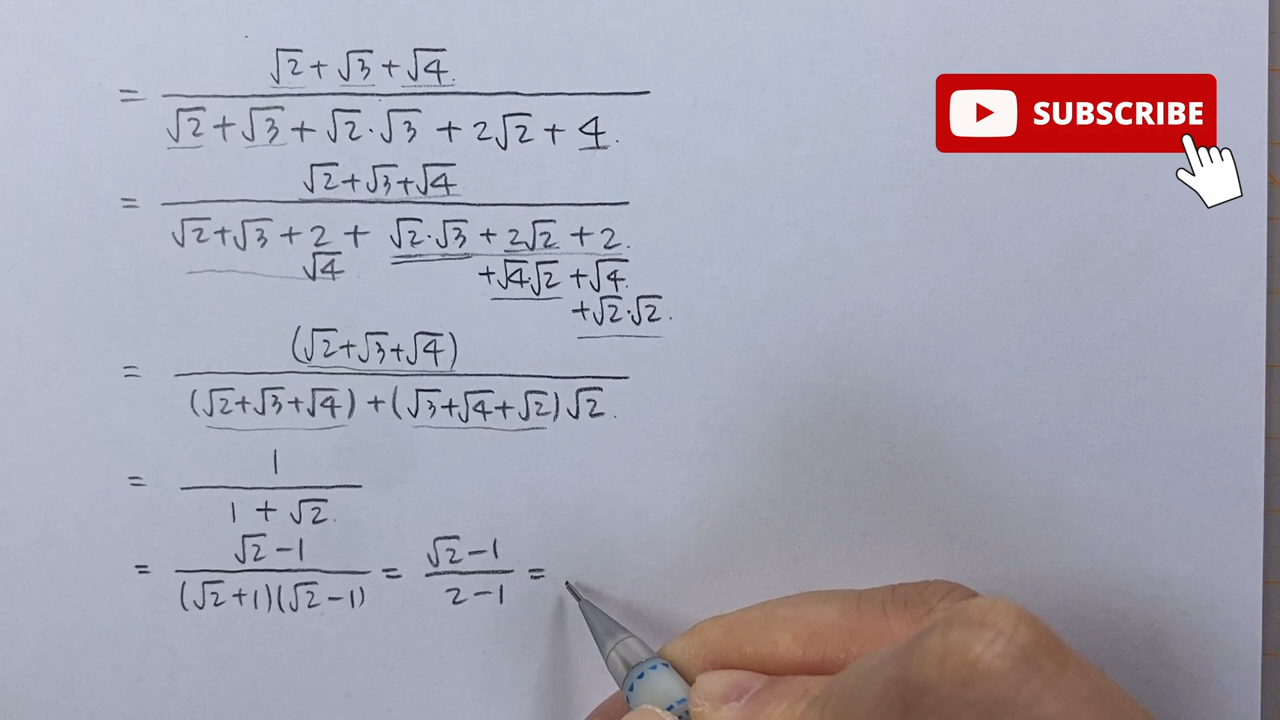 SUBSCRIBE
= (√2+√3+√4.)/(√2+√3+√2·√3+2√2+4.)
= (√2+√3+√4)/(√2+√3+2+√2·√3+2√2+2.)
√4 +√4·√2 +√4.
+√2·√2.
= (√2+√3+√4)/((√2+√3+√4)+(√3+√4+√2)√2.)
= 1/(1+√2.)
= (√2-1)/((√2+1)(√2-1)) = (√2-1)/(2-1) =